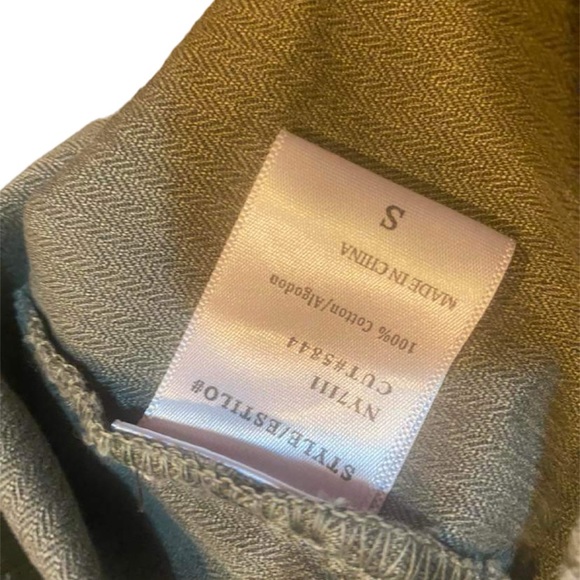 S
MADE IN CHINA
100% Cotton/Algodon
CUT#5844
NY7111
STYLE/ESTILO#